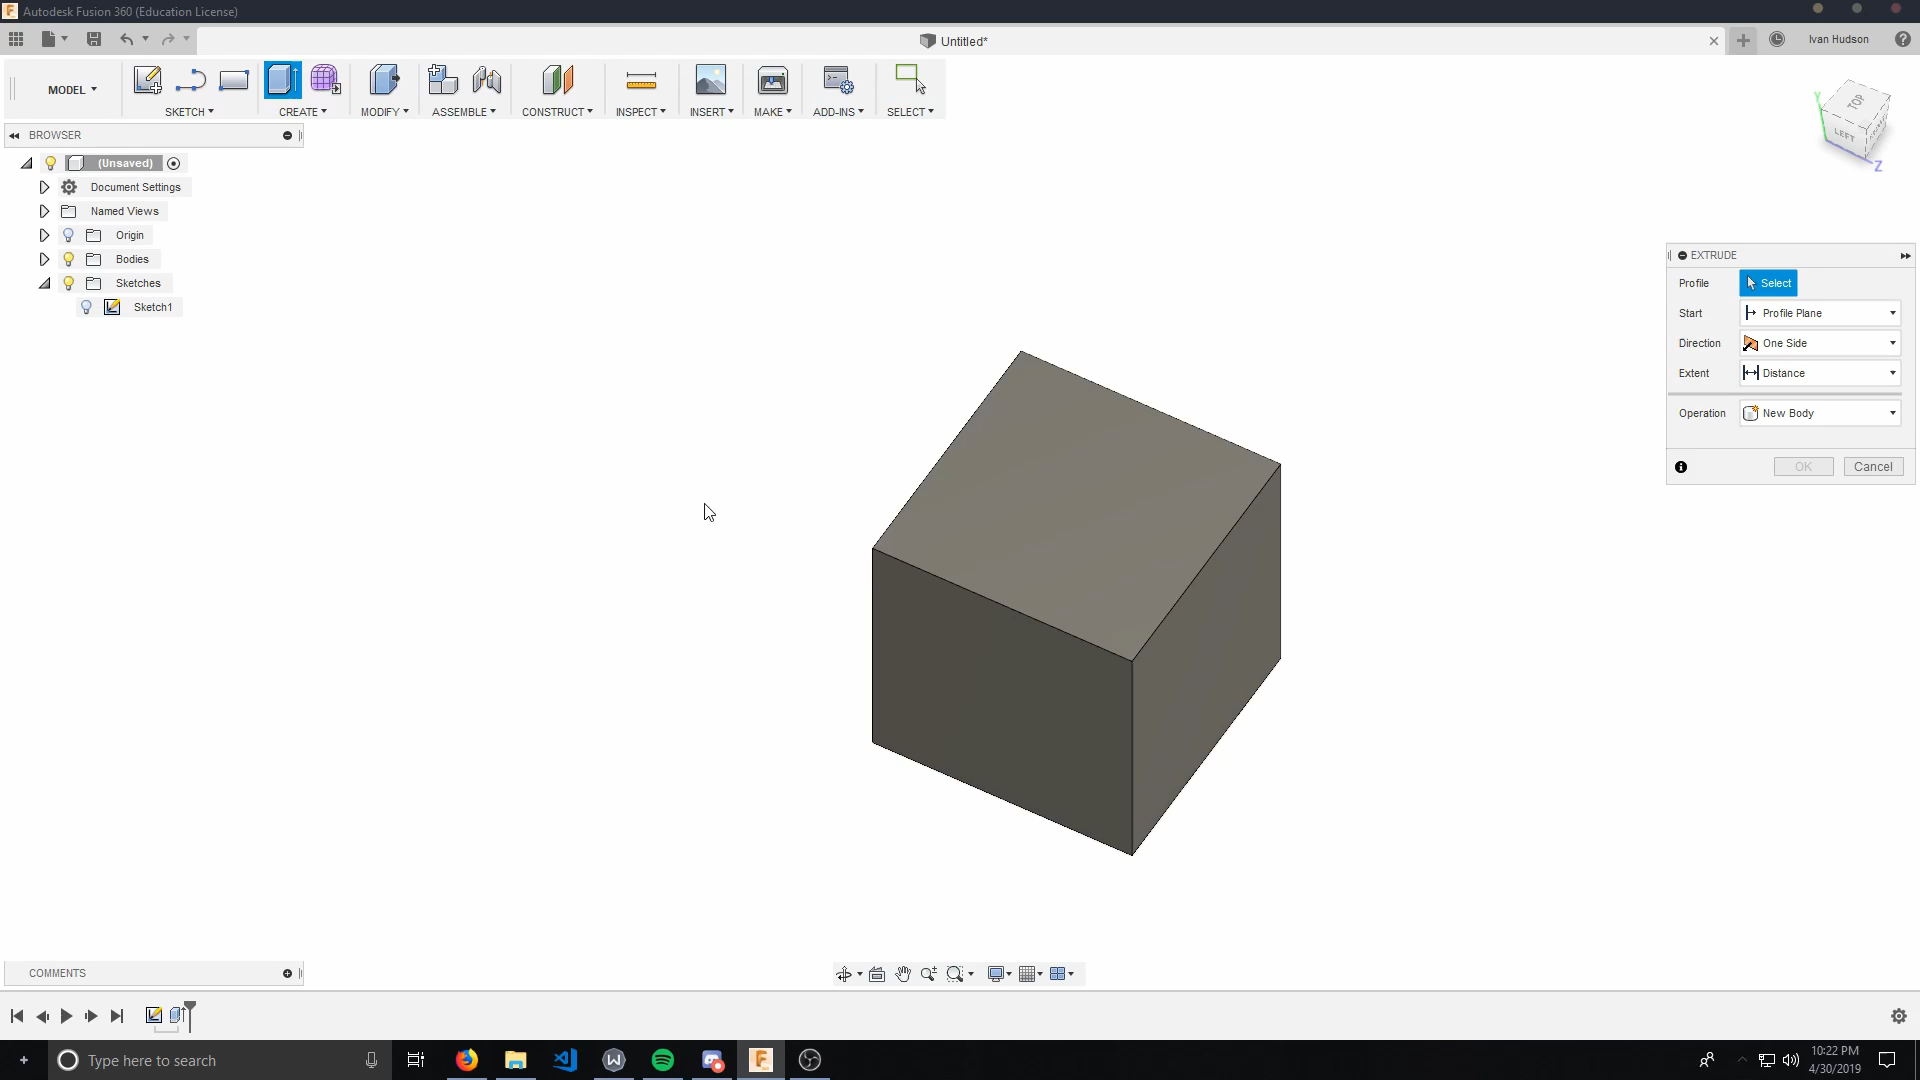 Autodesk Fusion 360 (Education License)
Untitled*
Ivan Hudson
MODEL
SKETCH
CREATE
MODIFY
ASSEMBLE
CONSTRUCT
INSPECT
INSERT
MAKE
ADD-INS
SELECT
BROWSER
(Unsaved)
Document Settings
Named Views
Origin
Bodies
Sketches
Sketch1
TOP
LEFT
Y
Z
EXTRUDE
Profile
Select
Start
Profile Plane
Direction
One Side
Extent
Distance
Operation
New Body
OK
Cancel
COMMENTS
Type here to search
10:22 PM
4/30/2019